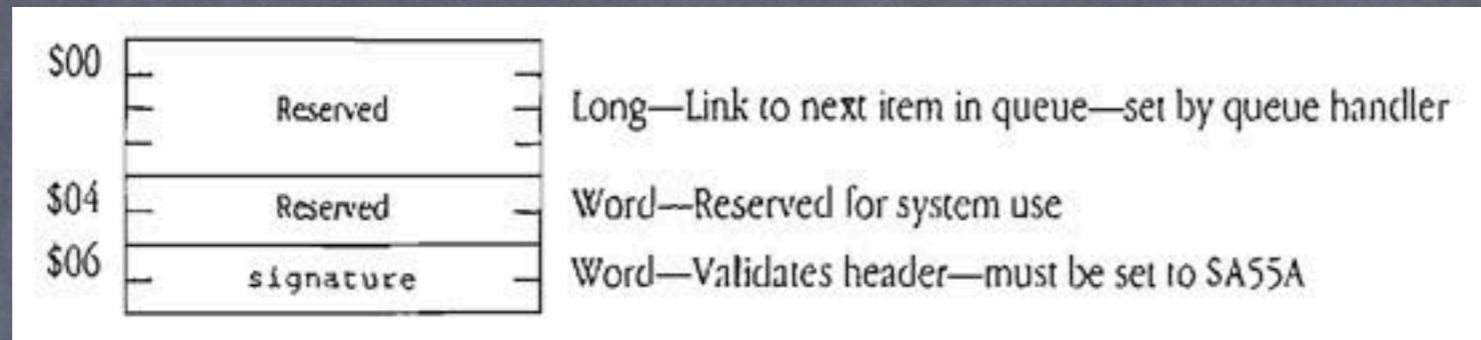 $00
Reserved
Long—Link to next item in queue—set by queue handler
$04
Reserved
Word—Reserved for system use
$06
signature
Word—Validates header—must be set to $A55A